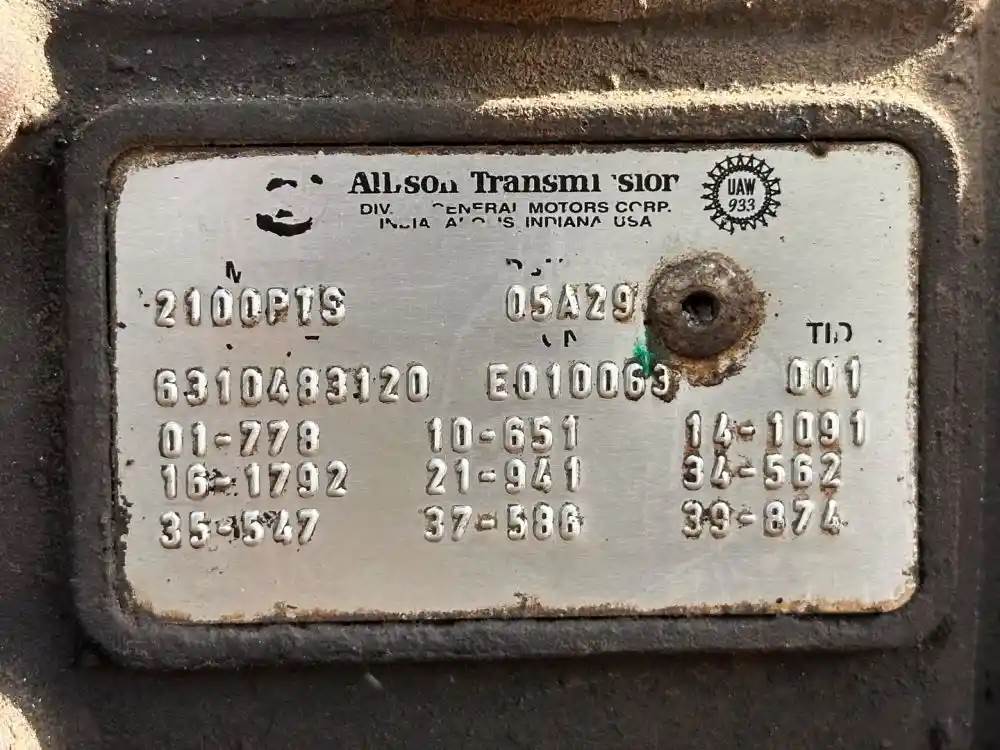 Allison Transmission
DIV. GENERAL MOTORS CORP.
INDIANAPOLIS INDIANA USA
UAW
933
2100PTS 05A29
TID
6310483120 E010063 001
01-778 10-651 14-1091
16-1792 21-941 34-562
35-547 37-586 39-874